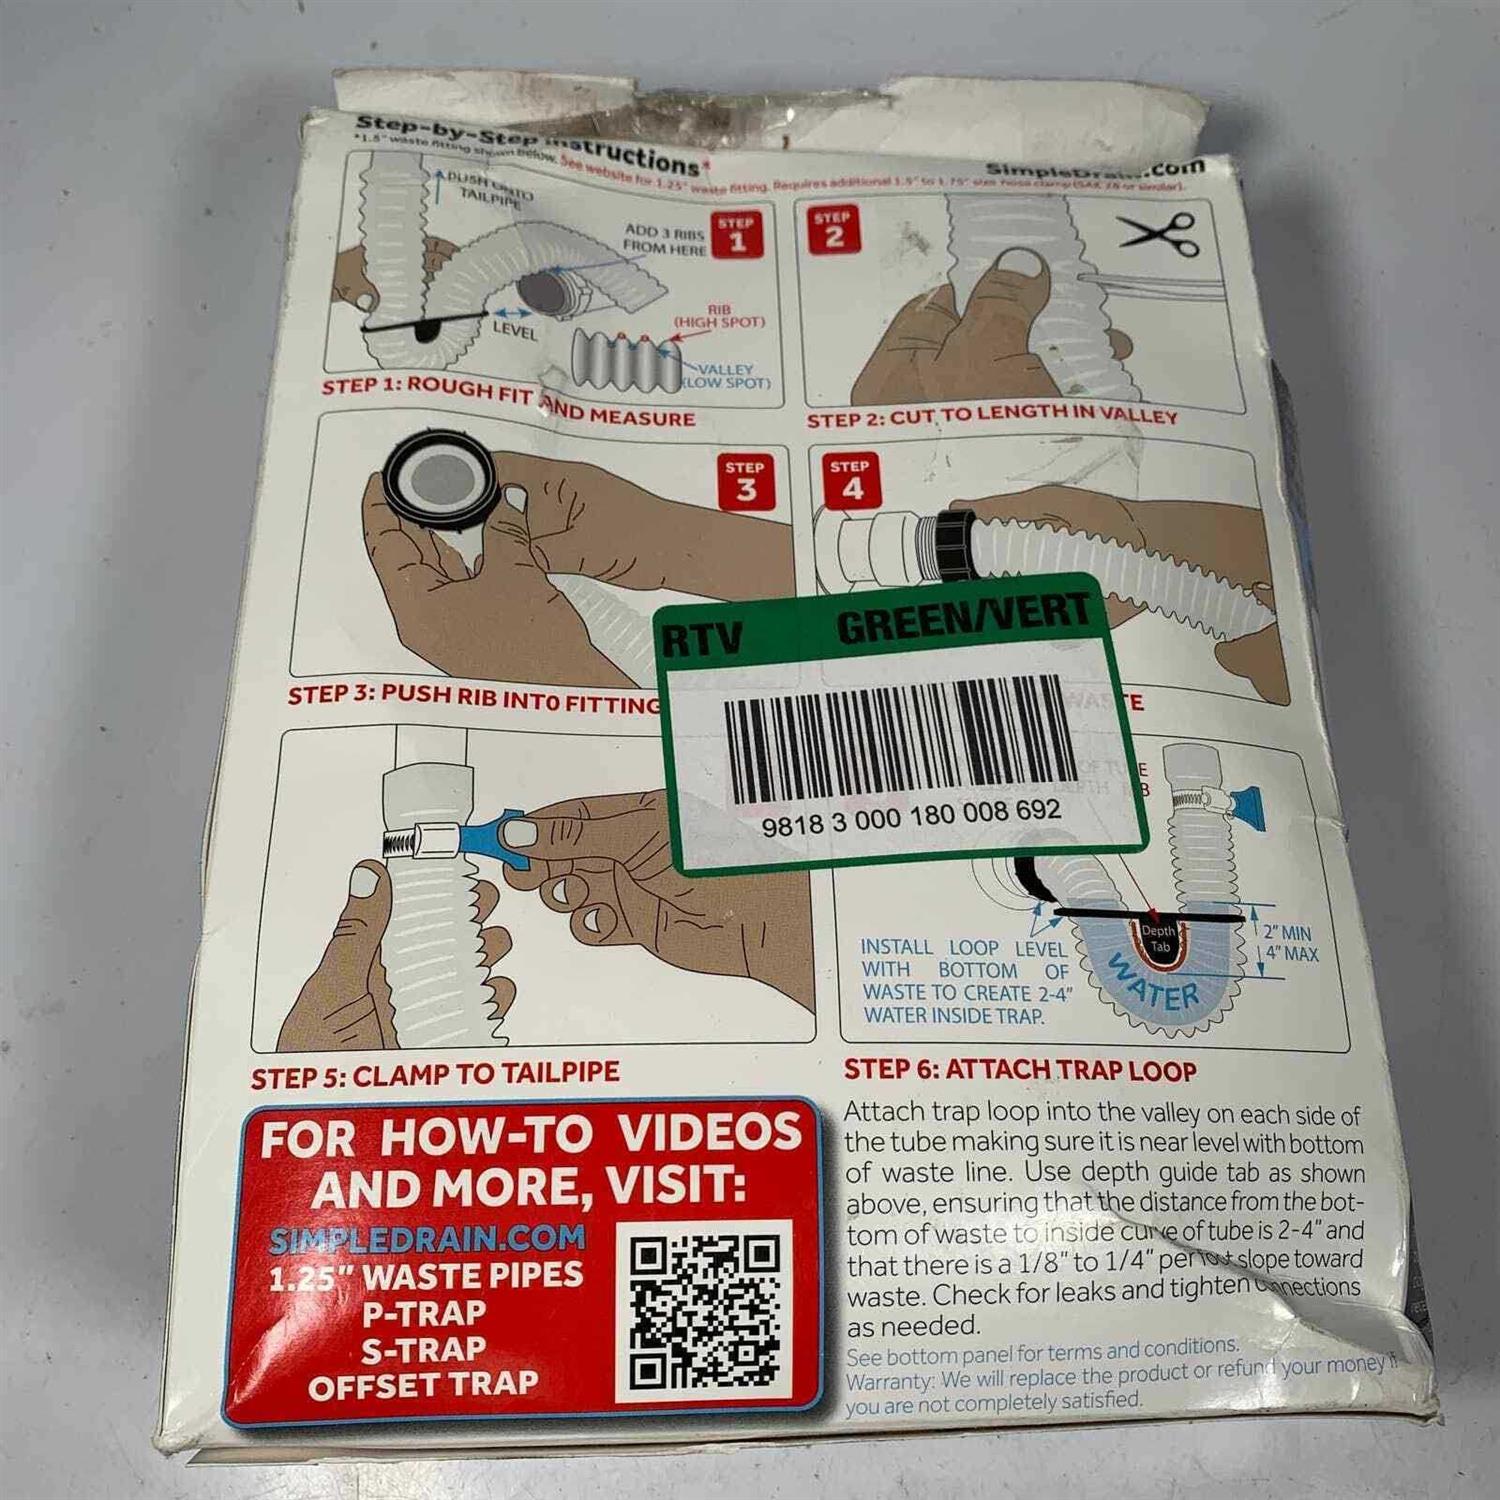 Step-by-Step Instructions*
SimpleDrain.com
*1.5" waste fitting shown below. See website for 1.25" waste fitting. Requires additional 1.5" to 1.75" size hose clamp (SAE 28 or similar).
PUSH ONTO
TAILPIPE
ADD 3 RIBS
FROM HERE
STEP
1
LEVEL
RIB
(HIGH SPOT)
VALLEY
(LOW SPOT)
STEP 1: ROUGH FIT AND MEASURE
STEP
2
STEP 2: CUT TO LENGTH IN VALLEY
STEP
3
STEP 3: PUSH RIB INTO FITTING
STEP
4
WASTE
RTV GREEN/VERT
9818 3 000 180 008 692
STEP 5: CLAMP TO TAILPIPE
OF TUBE
DEPTH
Depth
Tab
2" MIN
4" MAX
WATER
INSTALL LOOP LEVEL
WITH BOTTOM OF
WASTE TO CREATE 2-4"
WATER INSIDE TRAP.
STEP 6: ATTACH TRAP LOOP
Attach trap loop into the valley on each side of
the tube making sure it is near level with bottom
of waste line. Use depth guide tab as shown
above, ensuring that the distance from the bot-
tom of waste to inside curve of tube is 2-4" and
that there is a 1/8" to 1/4" per foot slope toward
waste. Check for leaks and tighten connections
as needed.
See bottom panel for terms and conditions.
Warranty: We will replace the product or refund your money if
you are not completely satisfied.
FOR HOW-TO VIDEOS
AND MORE, VISIT:
SIMPLEDRAIN.COM
1.25" WASTE PIPES
P-TRAP
S-TRAP
OFFSET TRAP